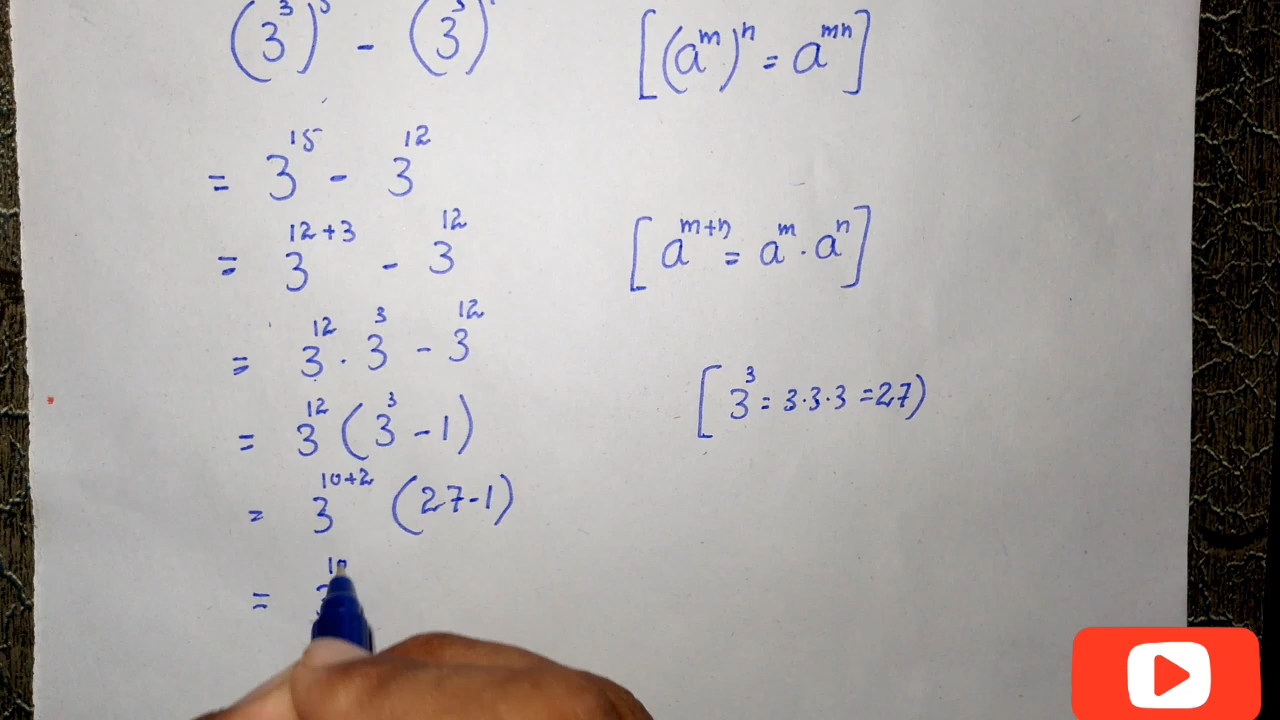 (3³)⁵ - (3³) [(aᵐ)ⁿ = aᵐⁿ]
= 3¹⁵ - 3¹²
= 3¹²⁺³ - 3¹² [aᵐ⁺ⁿ = aᵐ · aⁿ]
= 3¹² · 3³ - 3¹²
= 3¹² (3³ - 1) [3³ = 3·3·3 = 27)
= 3¹⁰⁺² (27-1)
= 3¹⁰